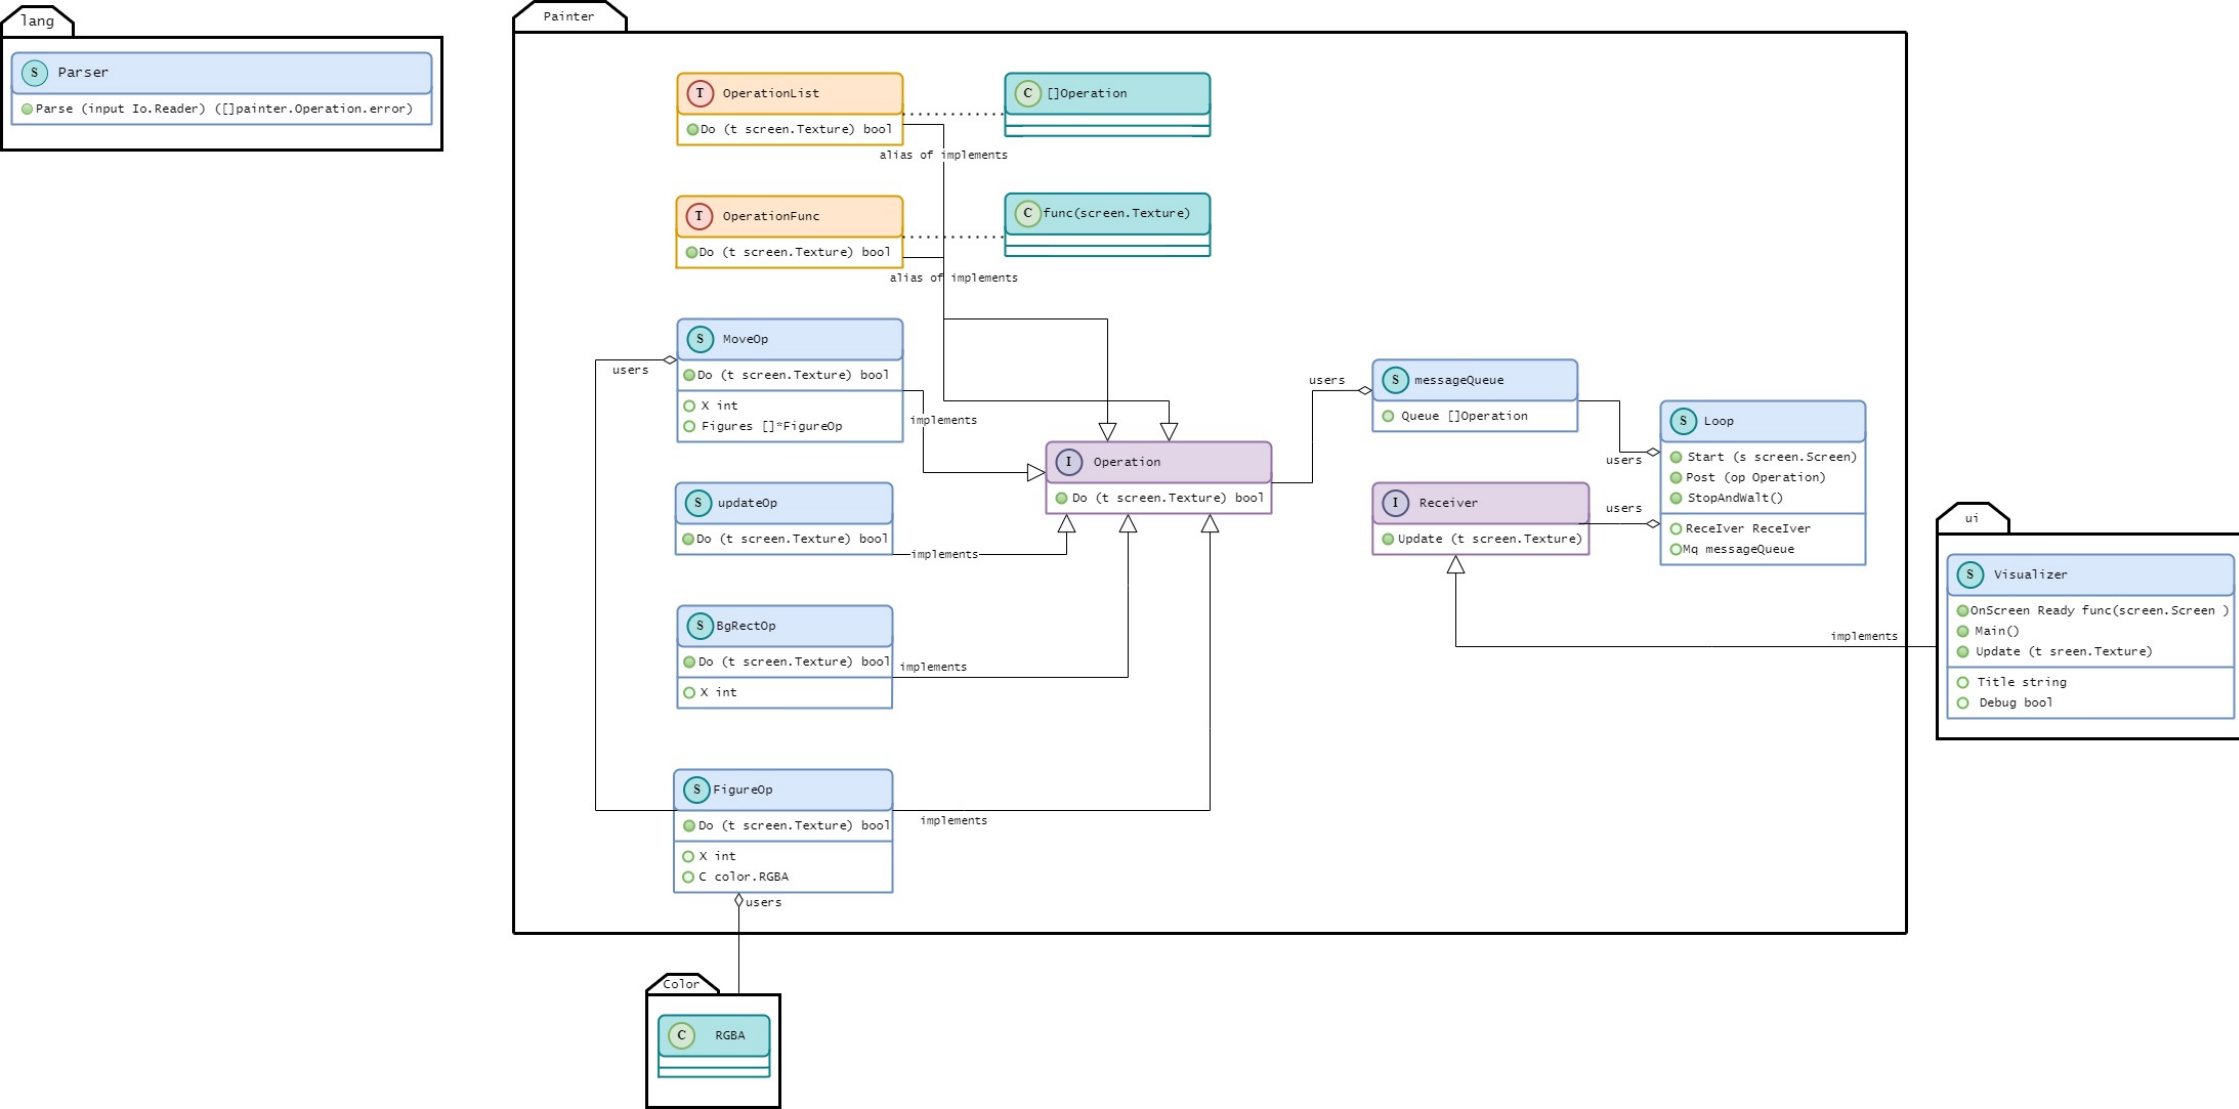 lang
S Parser
Parse (input Io.Reader) ([]painter.Operation.error)
Painter
T OperationList
Do (t screen.Texture) bool
C []Operation
alias of implements
T OperationFunc
Do (t screen.Texture) bool
C func(screen.Texture)
alias of implements
S MoveOp
Do (t screen.Texture) bool
X int
Figures []*FigureOp
users
implements
S updateOp
Do (t screen.Texture) bool
implements
S BgRectOp
Do (t screen.Texture) bool
X int
implements
S FigureOp
Do (t screen.Texture) bool
X int
C color.RGBA
implements
users
I Operation
Do (t screen.Texture) bool
users
S messageQueue
Queue []Operation
users
I Receiver
Update (t screen.Texture)
users
S Loop
Start (s screen.Screen)
Post (op Operation)
StopAndWalt()
ReceIver ReceIver
Mq messageQueue
implements
ui
S Visualizer
OnScreen Ready func(screen.Screen )
Main()
Update (t sreen.Texture)
Title string
Debug bool
Color
C RGBA